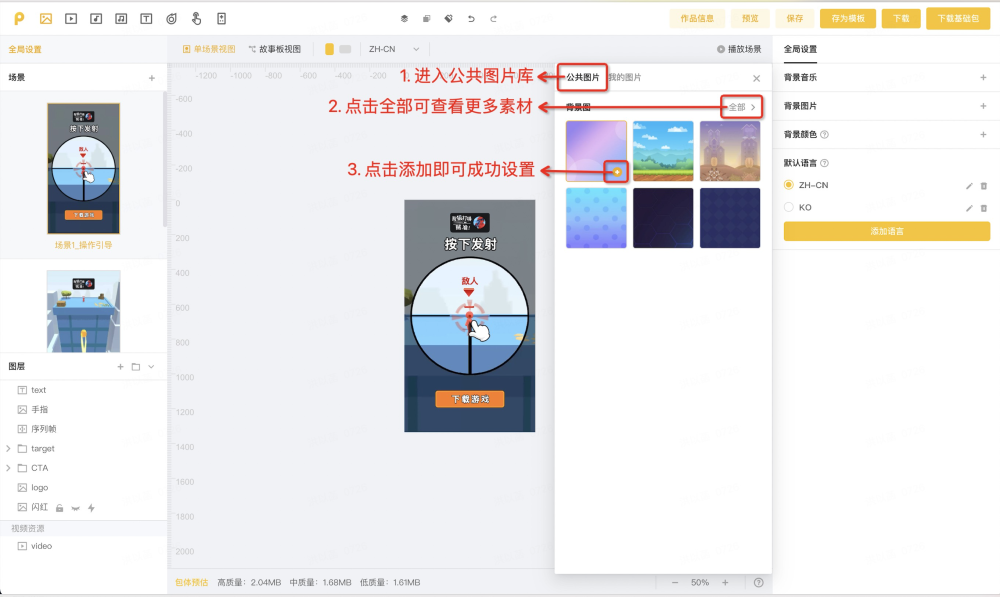 P
作品信息
预览
保存
存为模板
下载
下载基础包
全局设置
单场景视图
故事板视图
ZH-CN
播放场景
全局设置
场景
-1200
-1000
-800
-600
-400
-200
1. 进入公共图片库
公共图片
我的图片
背景音乐
2. 点击全部可查看更多素材
背景图
全部
背景图片
背景颜色
3. 点击添加即可成功设置
默认语言
ZH-CN
KO
添加语言
按下发射
敌人
下载游戏
场景1_操作引导
-600
-400
-200
0
200
400
600
800
1000
1200
1400
1600
1800
2000
按下发射
敌人
下载游戏
图层
text
手指
序列帧
target
CTA
logo
闪红
视频资源
video
包体预估
高质量: 2.04MB
中质量: 1.68MB
低质量: 1.61MB
50%